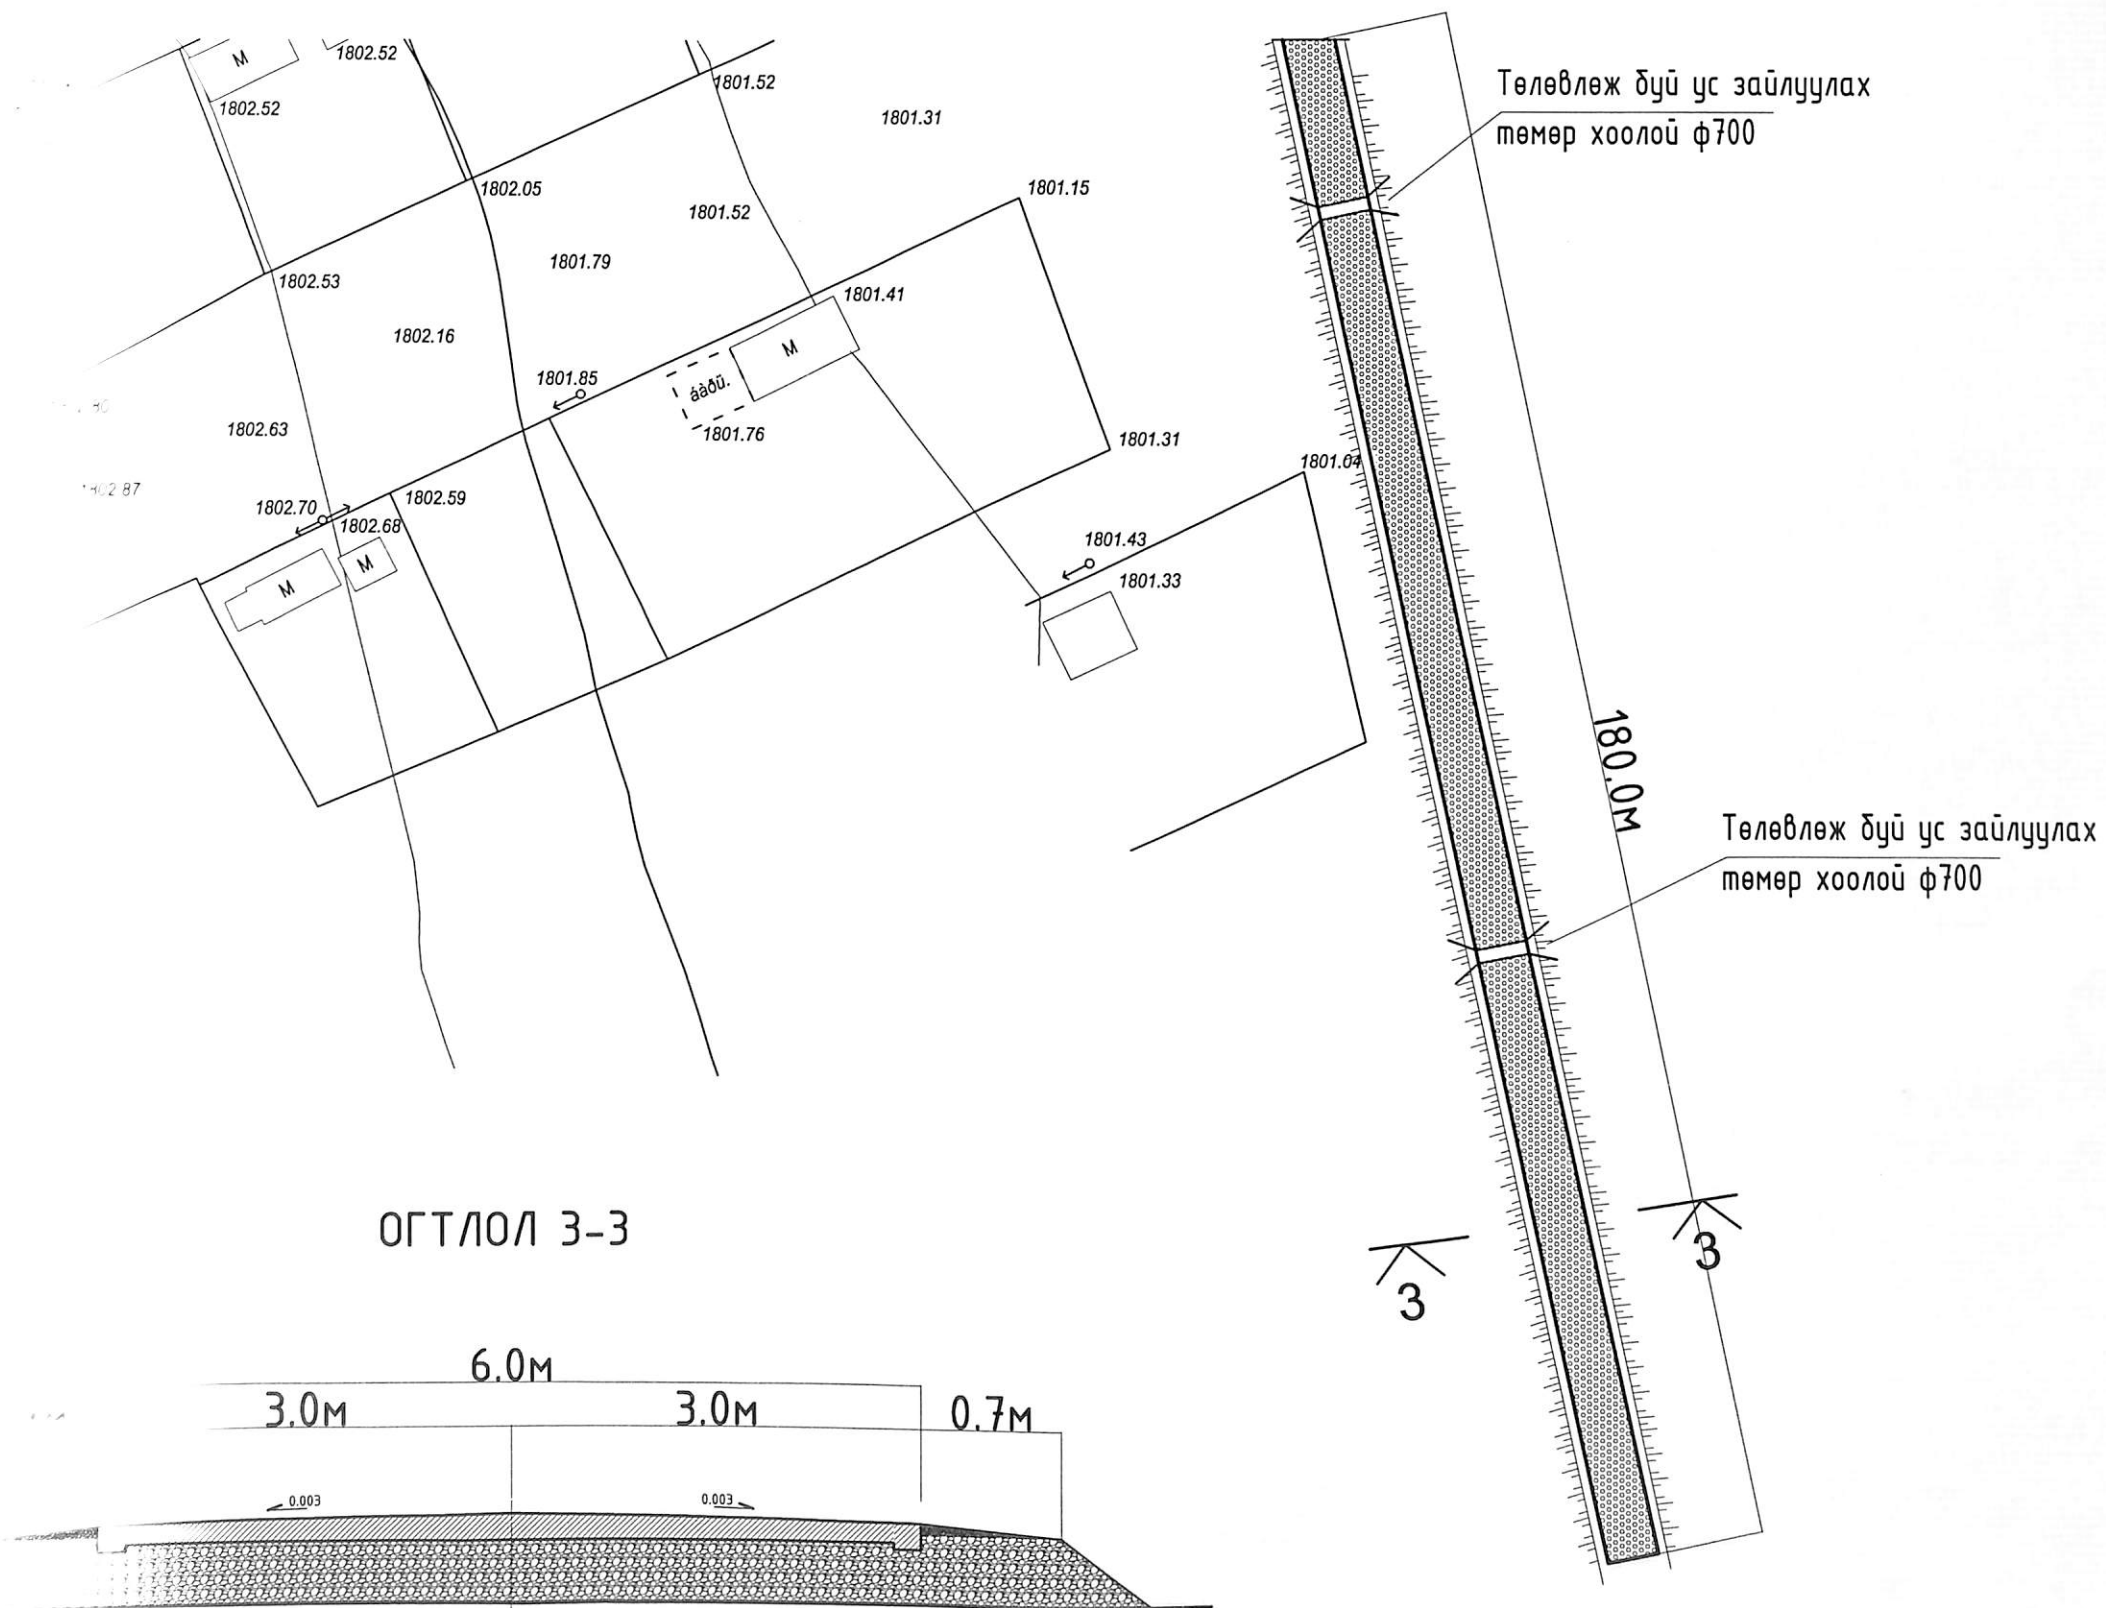 М
1802.52
1802.52
1801.52
1801.31
1802.05
1801.52
1801.15
1802.53
1801.79
1801.41
1802.16
М
1801.85
áàðü.
1801.76
1802.63
1801.31
1801.04
1802.70
1802.68
1802.59
М
М
1801.43
1801.33
Төлөвлөж буй ус зайлуулах
төмөр хоолой ф700
180.0м
Төлөвлөж буй ус зайлуулах
төмөр хоолой ф700
3
3
ОГТЛОЛ 3-3
6.0м
3.0м
3.0м
0.7м
0.003
0.003